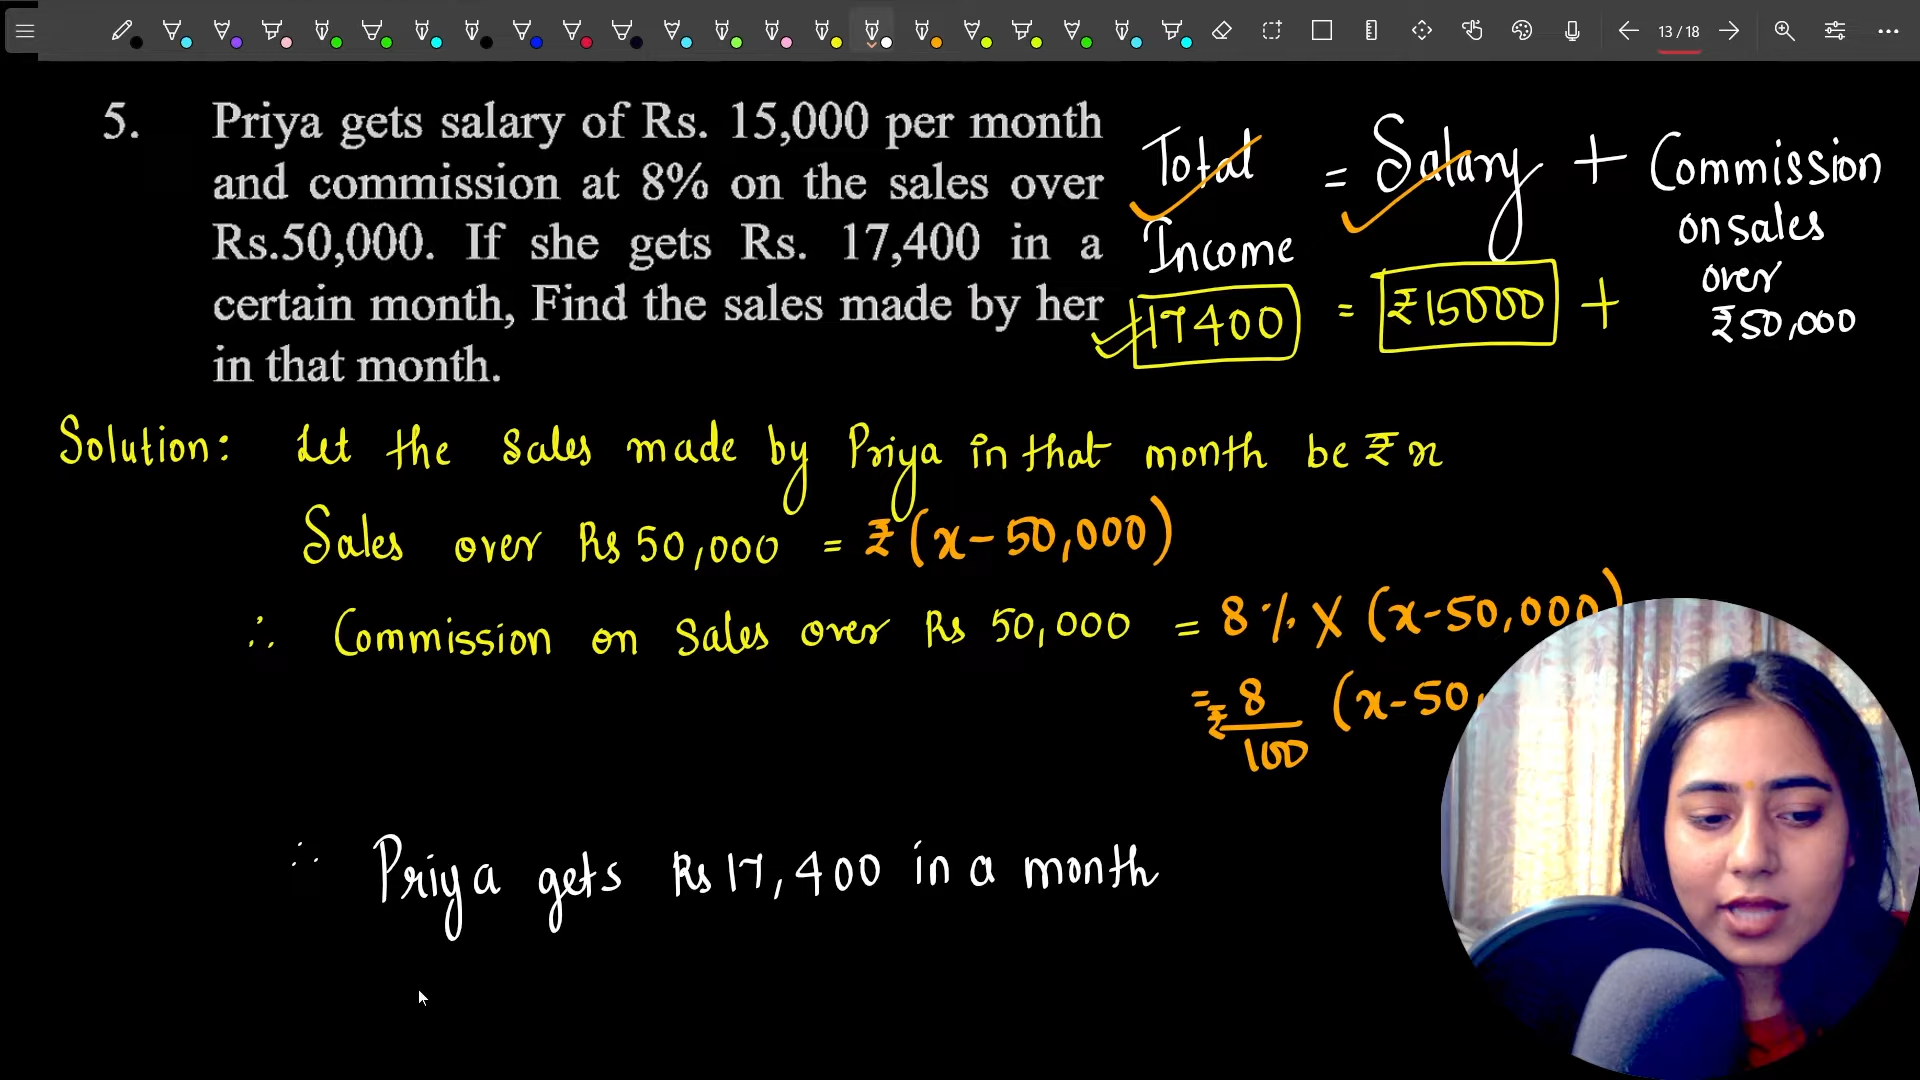 13 / 18
5. Priya gets salary of Rs. 15,000 per month
and commission at 8% on the sales over
Rs.50,000. If she gets Rs. 17,400 in a
certain month, Find the sales made by her
in that month.
Total Income = Salary + Commission
on sales
over
₹50,000
17400 = ₹15000 +
Solution: Let the Sales made by Priya in that month be ₹ x
Sales over Rs 50,000 = ₹ (x - 50,000)
∴ Commission on Sales over Rs 50,000 = 8% X (x - 50,000)
= ₹ 8/100 (x - 50,
∴ Priya gets Rs 17,400 in a month